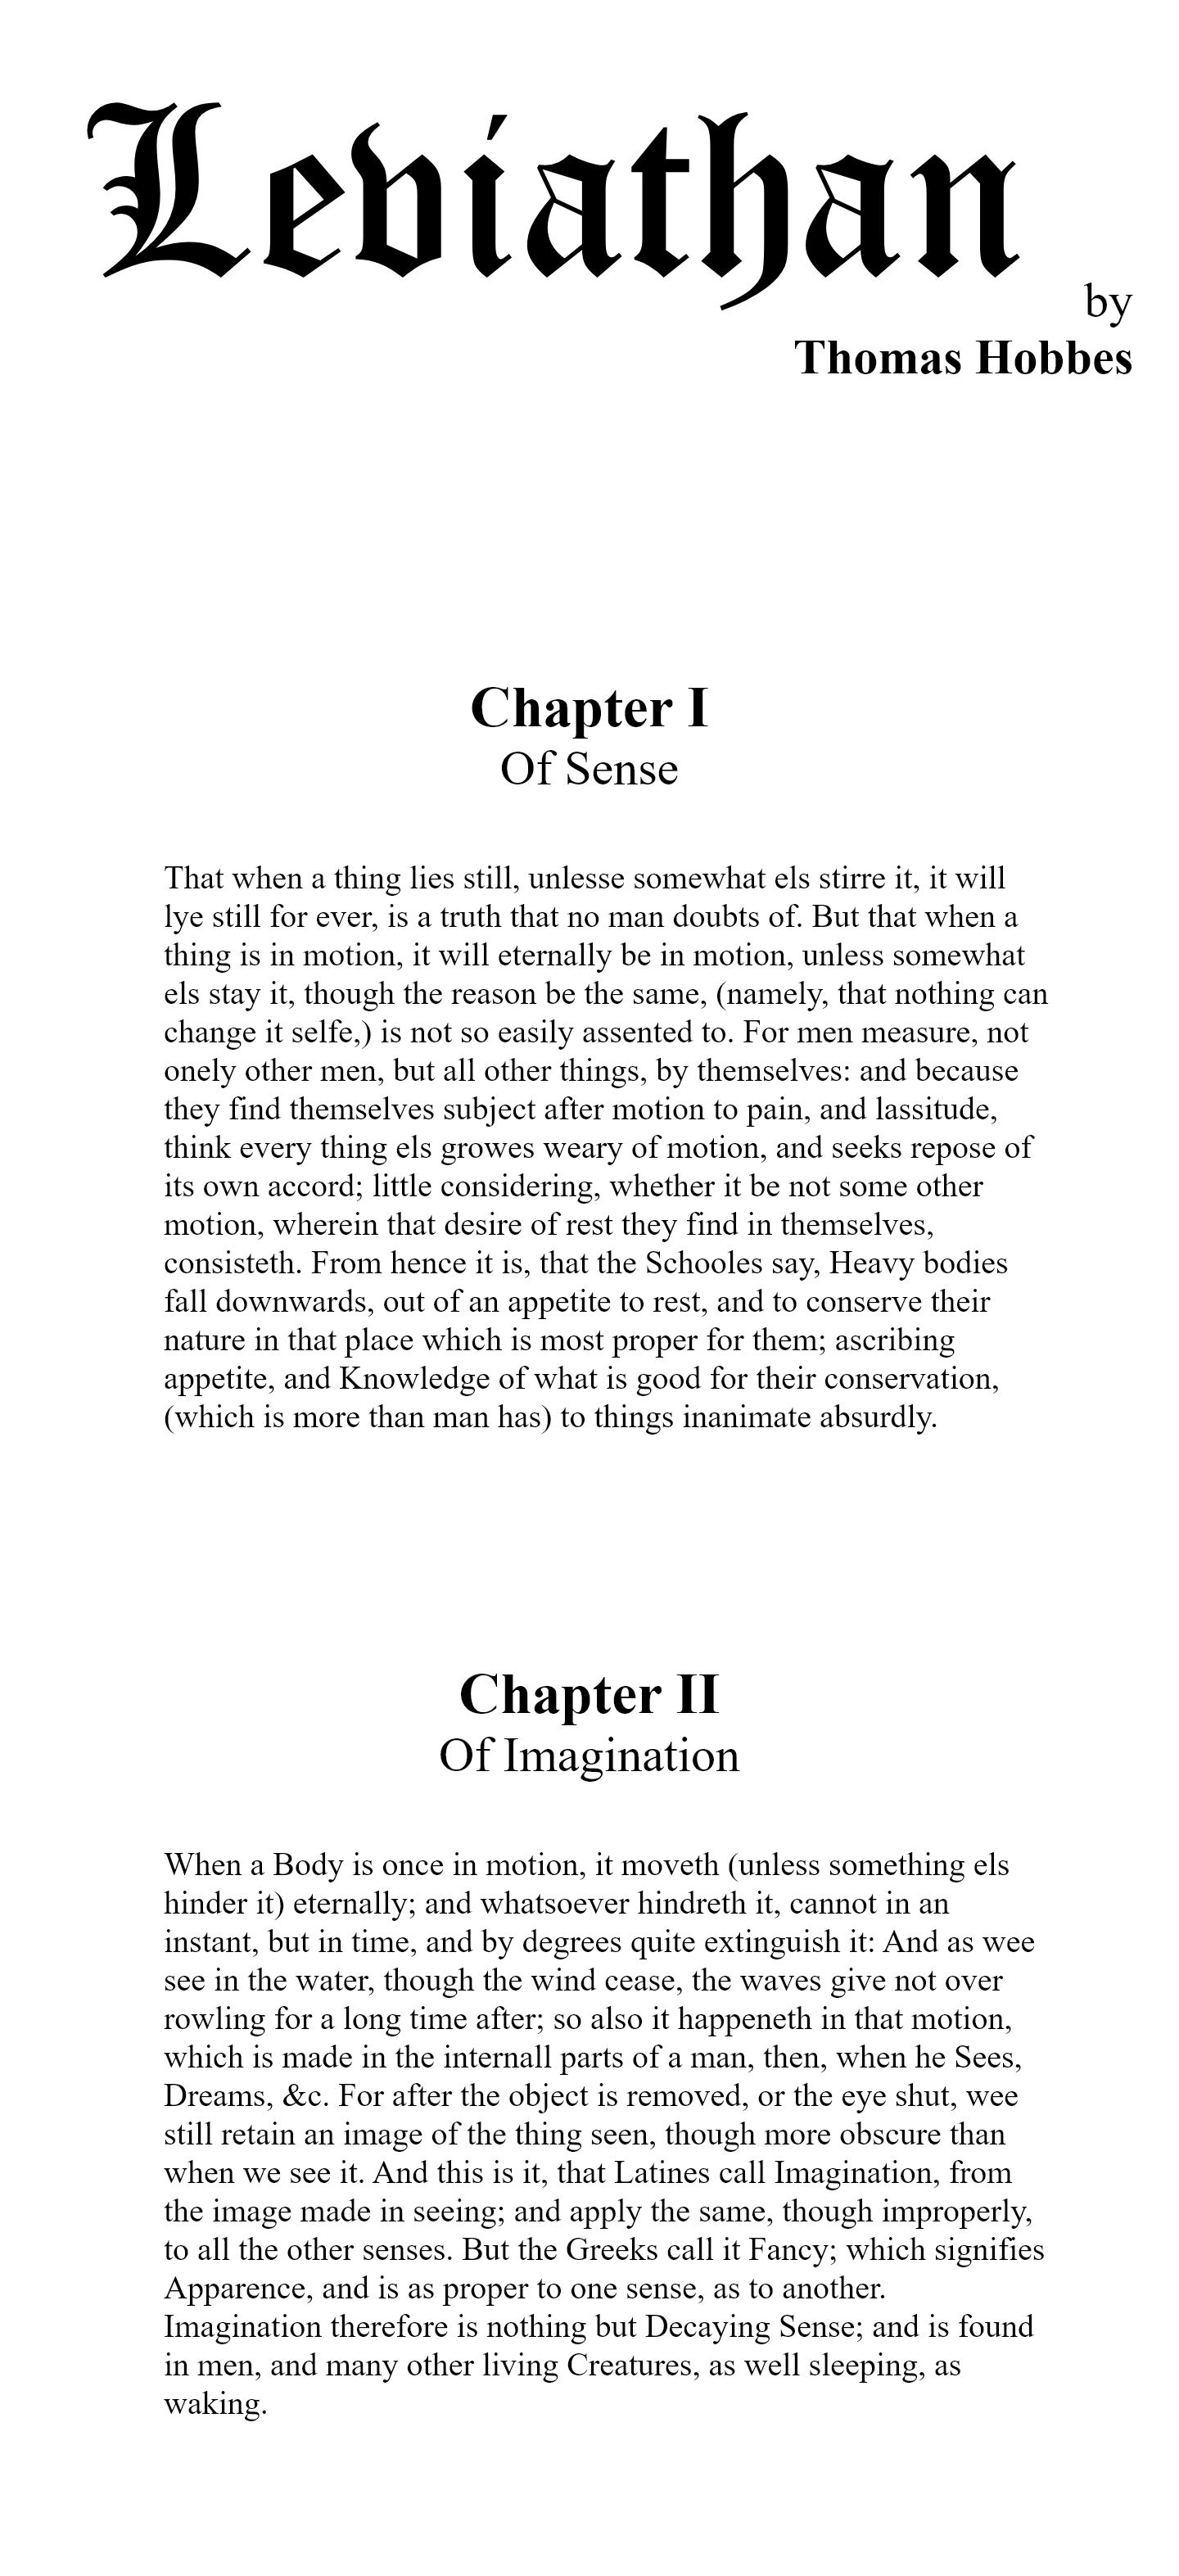 Leviathan
by
Thomas Hobbes
Chapter I
Of Sense
That when a thing lies still, unlesse somewhat els stirre it, it will
lye still for ever, is a truth that no man doubts of. But that when a
thing is in motion, it will eternally be in motion, unless somewhat
els stay it, though the reason be the same, (namely, that nothing can
change it selfe,) is not so easily assented to. For men measure, not
onely other men, but all other things, by themselves: and because
they find themselves subject after motion to pain, and lassitude,
think every thing els growes weary of motion, and seeks repose of
its own accord; little considering, whether it be not some other
motion, wherein that desire of rest they find in themselves,
consisteth. From hence it is, that the Schooles say, Heavy bodies
fall downwards, out of an appetite to rest, and to conserve their
nature in that place which is most proper for them; ascribing
appetite, and Knowledge of what is good for their conservation,
(which is more than man has) to things inanimate absurdly.
Chapter II
Of Imagination
When a Body is once in motion, it moveth (unless something els
hinder it) eternally; and whatsoever hindreth it, cannot in an
instant, but in time, and by degrees quite extinguish it: And as wee
see in the water, though the wind cease, the waves give not over
rowling for a long time after; so also it happeneth in that motion,
which is made in the internall parts of a man, then, when he Sees,
Dreams, &c. For after the object is removed, or the eye shut, wee
still retain an image of the thing seen, though more obscure than
when we see it. And this is it, that Latines call Imagination, from
the image made in seeing; and apply the same, though improperly,
to all the other senses. But the Greeks call it Fancy; which signifies
Apparence, and is as proper to one sense, as to another.
Imagination therefore is nothing but Decaying Sense; and is found
in men, and many other living Creatures, as well sleeping, as
waking.